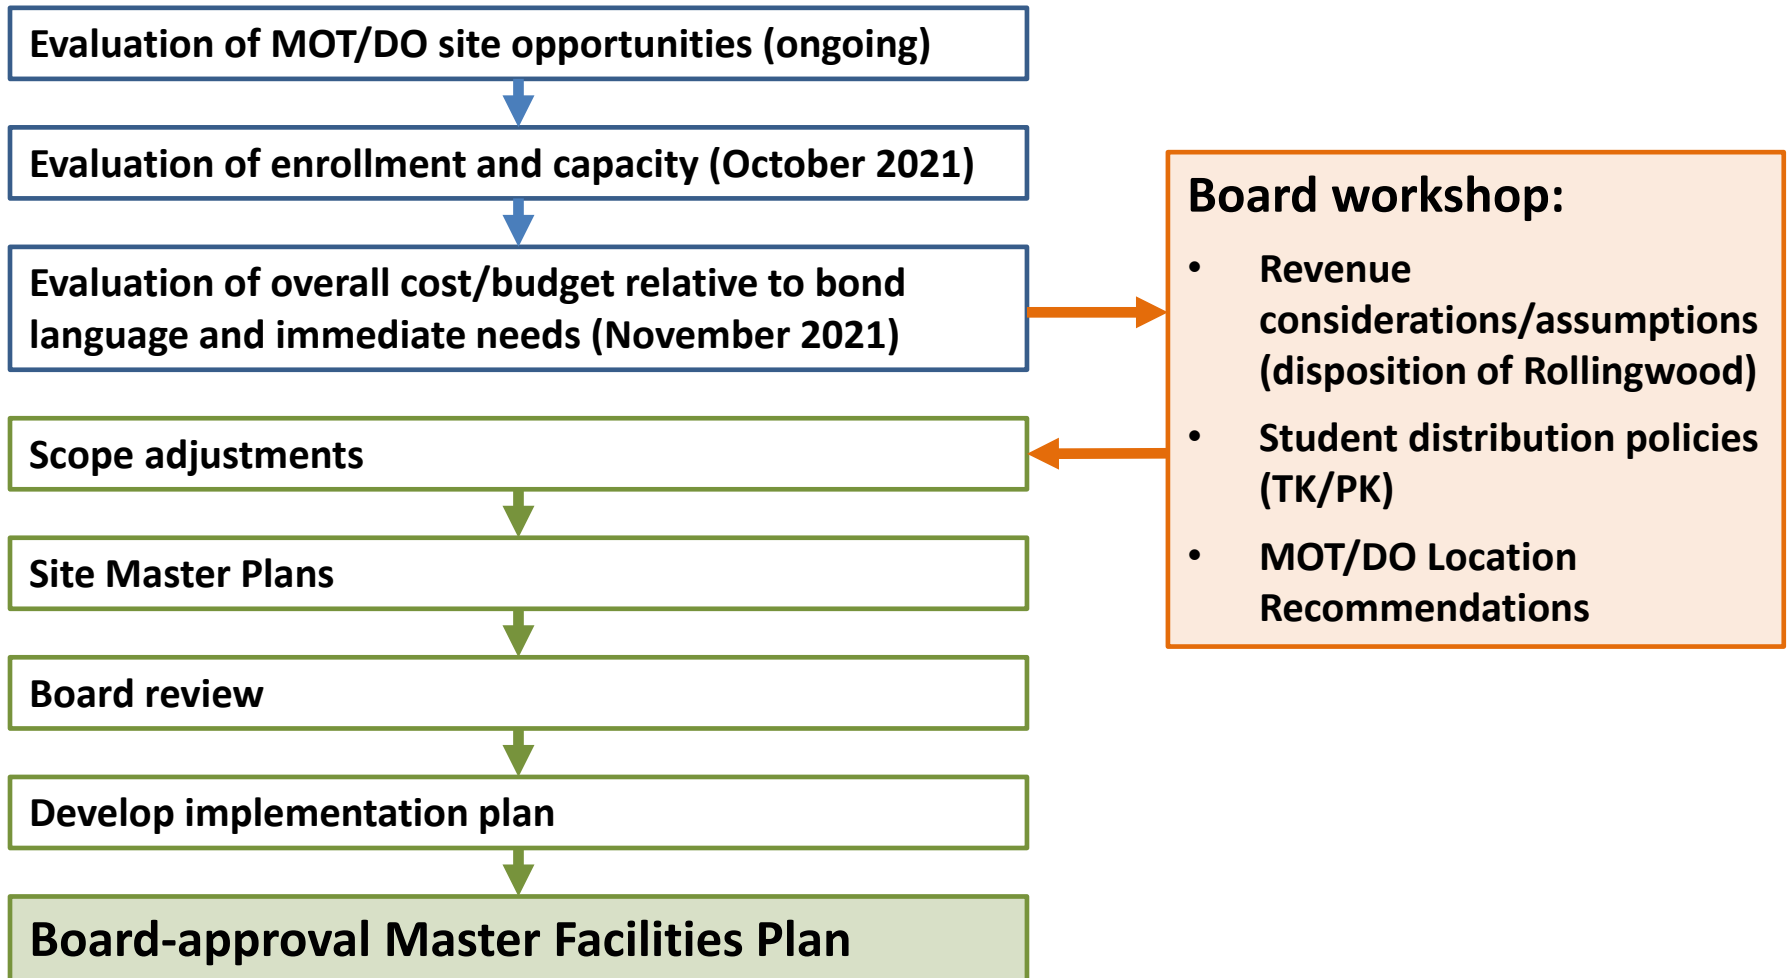 Evaluation of MOT/DO site opportunities (ongoing)
Evaluation of enrollment and capacity (October 2021)
Evaluation of overall cost/budget relative to bond
language and immediate needs (November 2021)
Board workshop:
• Revenue
considerations/assumptions
(disposition of Rollingwood)
• Student distribution policies
(TK/PK)
• MOT/DO Location
Recommendations
Scope adjustments
Site Master Plans
Board review
Develop implementation plan
Board-approval Master Facilities Plan